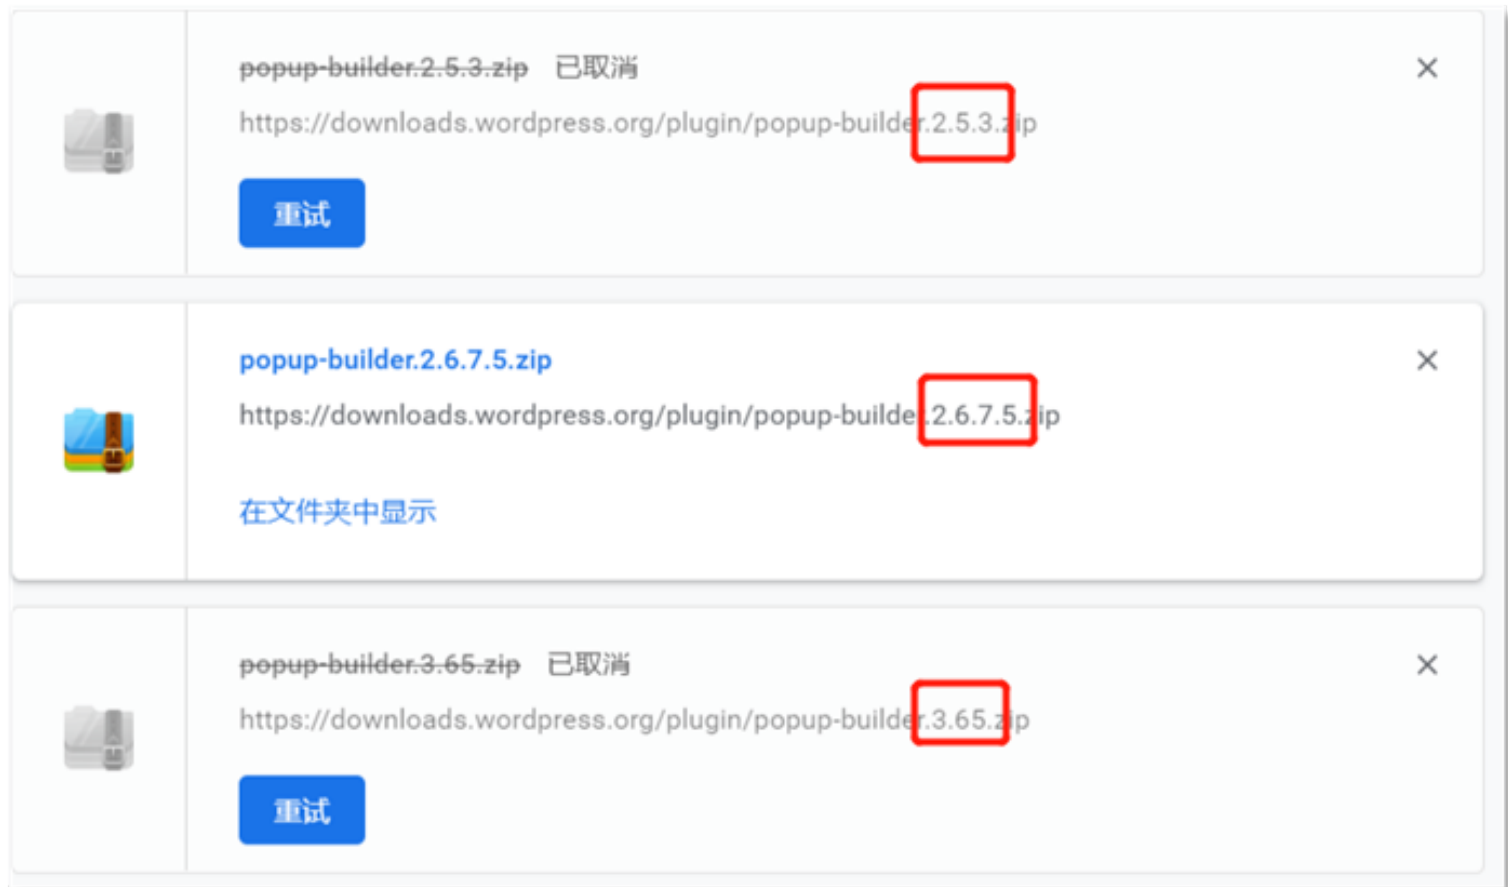 popup-builder.2.5.3.zip 已取消
https://downloads.wordpress.org/plugin/popup-builder.2.5.3.zip
重试
popup-builder.2.6.7.5.zip
https://downloads.wordpress.org/plugin/popup-builder.2.6.7.5.zip
在文件夹中显示
popup-builder.3.65.zip 已取消
https://downloads.wordpress.org/plugin/popup-builder.3.65.zip
重试